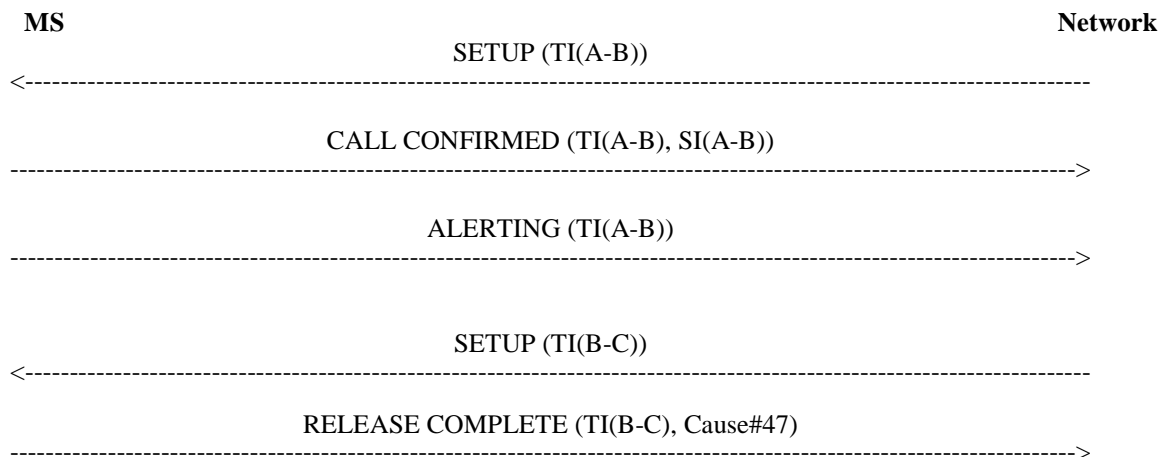 MS Network
SETUP (TI(A-B))
<-----------------------------------------------------------------------------------------------------------------------
CALL CONFIRMED (TI(A-B), SI(A-B))
----------------------------------------------------------------------------------------------------------------------->
ALERTING (TI(A-B))
----------------------------------------------------------------------------------------------------------------------->
SETUP (TI(B-C))
<-----------------------------------------------------------------------------------------------------------------------
RELEASE COMPLETE (TI(B-C), Cause#47)
----------------------------------------------------------------------------------------------------------------------->